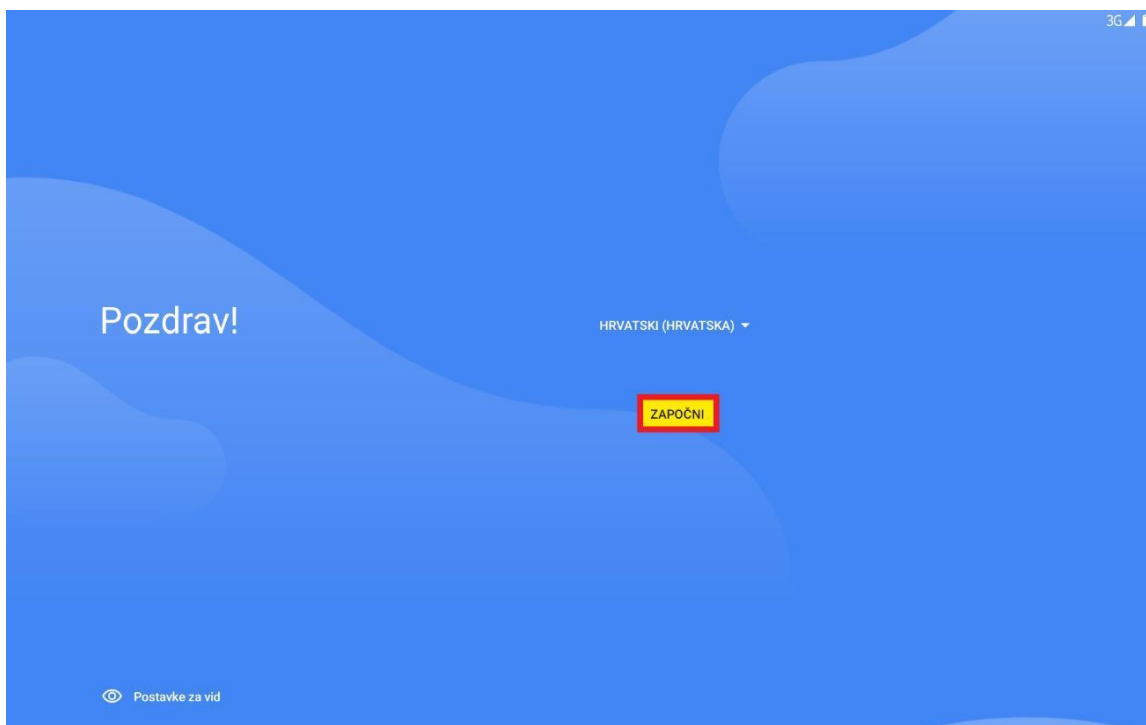 3G
Pozdrav!
HRVATSKI (HRVATSKA)
ZAPOČNI
Postavke za vid